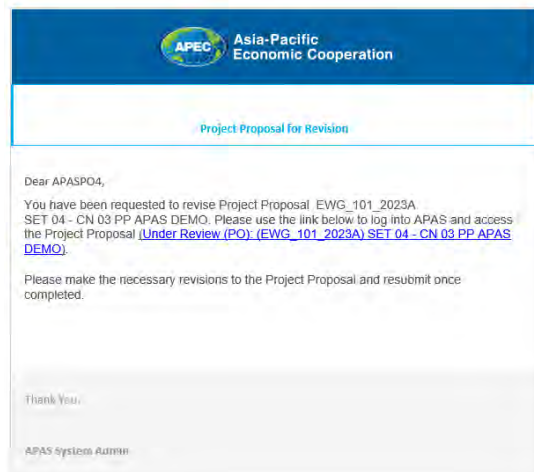 APEC
Asia-Pacific
Economic Cooperation
Project Proposal for Revision
Dear APASPO4,
You have been requested to revise Project Proposal EWG_101_2023A
SET 04 - CN 03 PP APAS DEMO. Please use the link below to log into APAS and access
the Project Proposal (Under Review (PO): (EWG_101_2023A) SET 04 - CN 03 PP APAS
DEMO).
Please make the necessary revisions to the Project Proposal and resubmit once
completed.
Thank You.
APAS System Admin